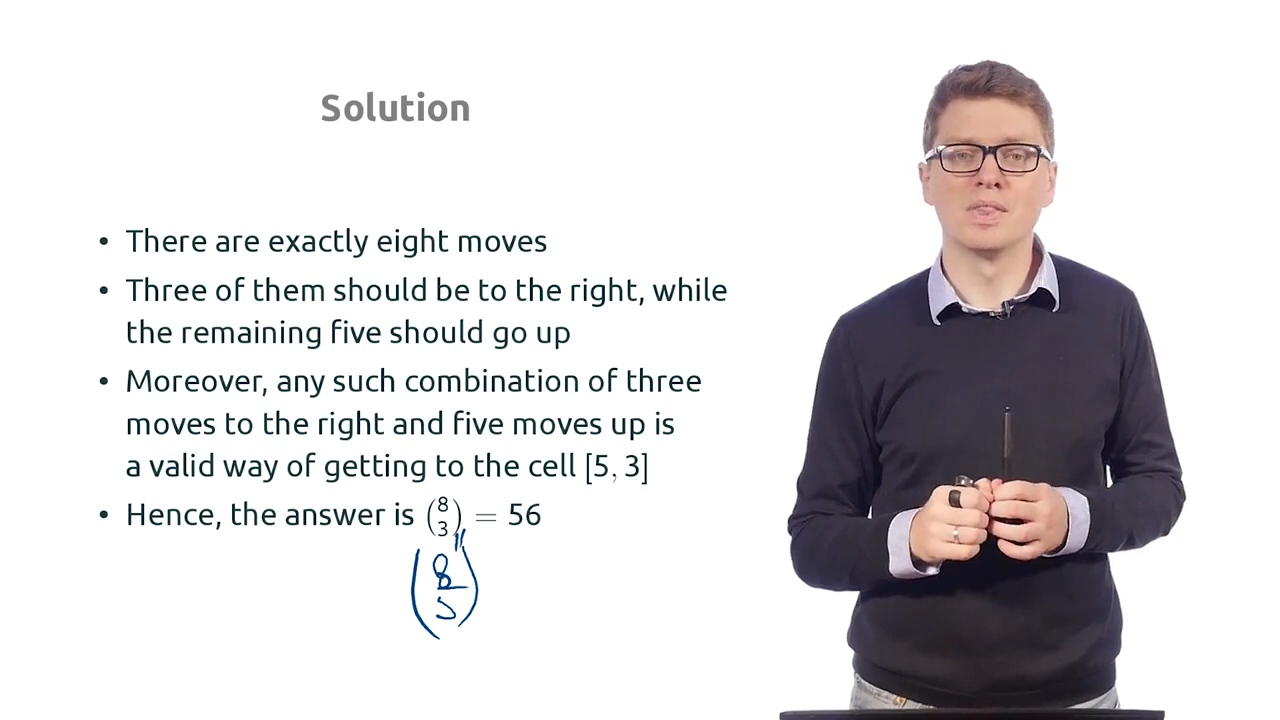 Solution
• There are exactly eight moves
• Three of them should be to the right, while
the remaining five should go up
• Moreover, any such combination of three
moves to the right and five moves up is
a valid way of getting to the cell [5, 3]
• Hence, the answer is (8 3) = 56
(8 5)